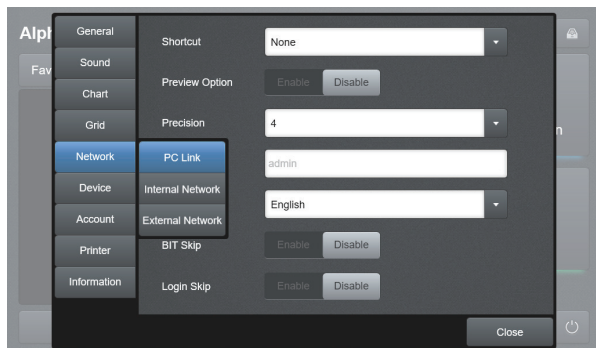 Alph
Fav
General
Sound
Chart
Grid
Network
Device
Account
Printer
Information
PC Link
Internal Network
External Network
Shortcut
None
Preview Option
Enable
Disable
Precision
4
admin
English
BIT Skip
Enable
Disable
Login Skip
Enable
Disable
Close
n